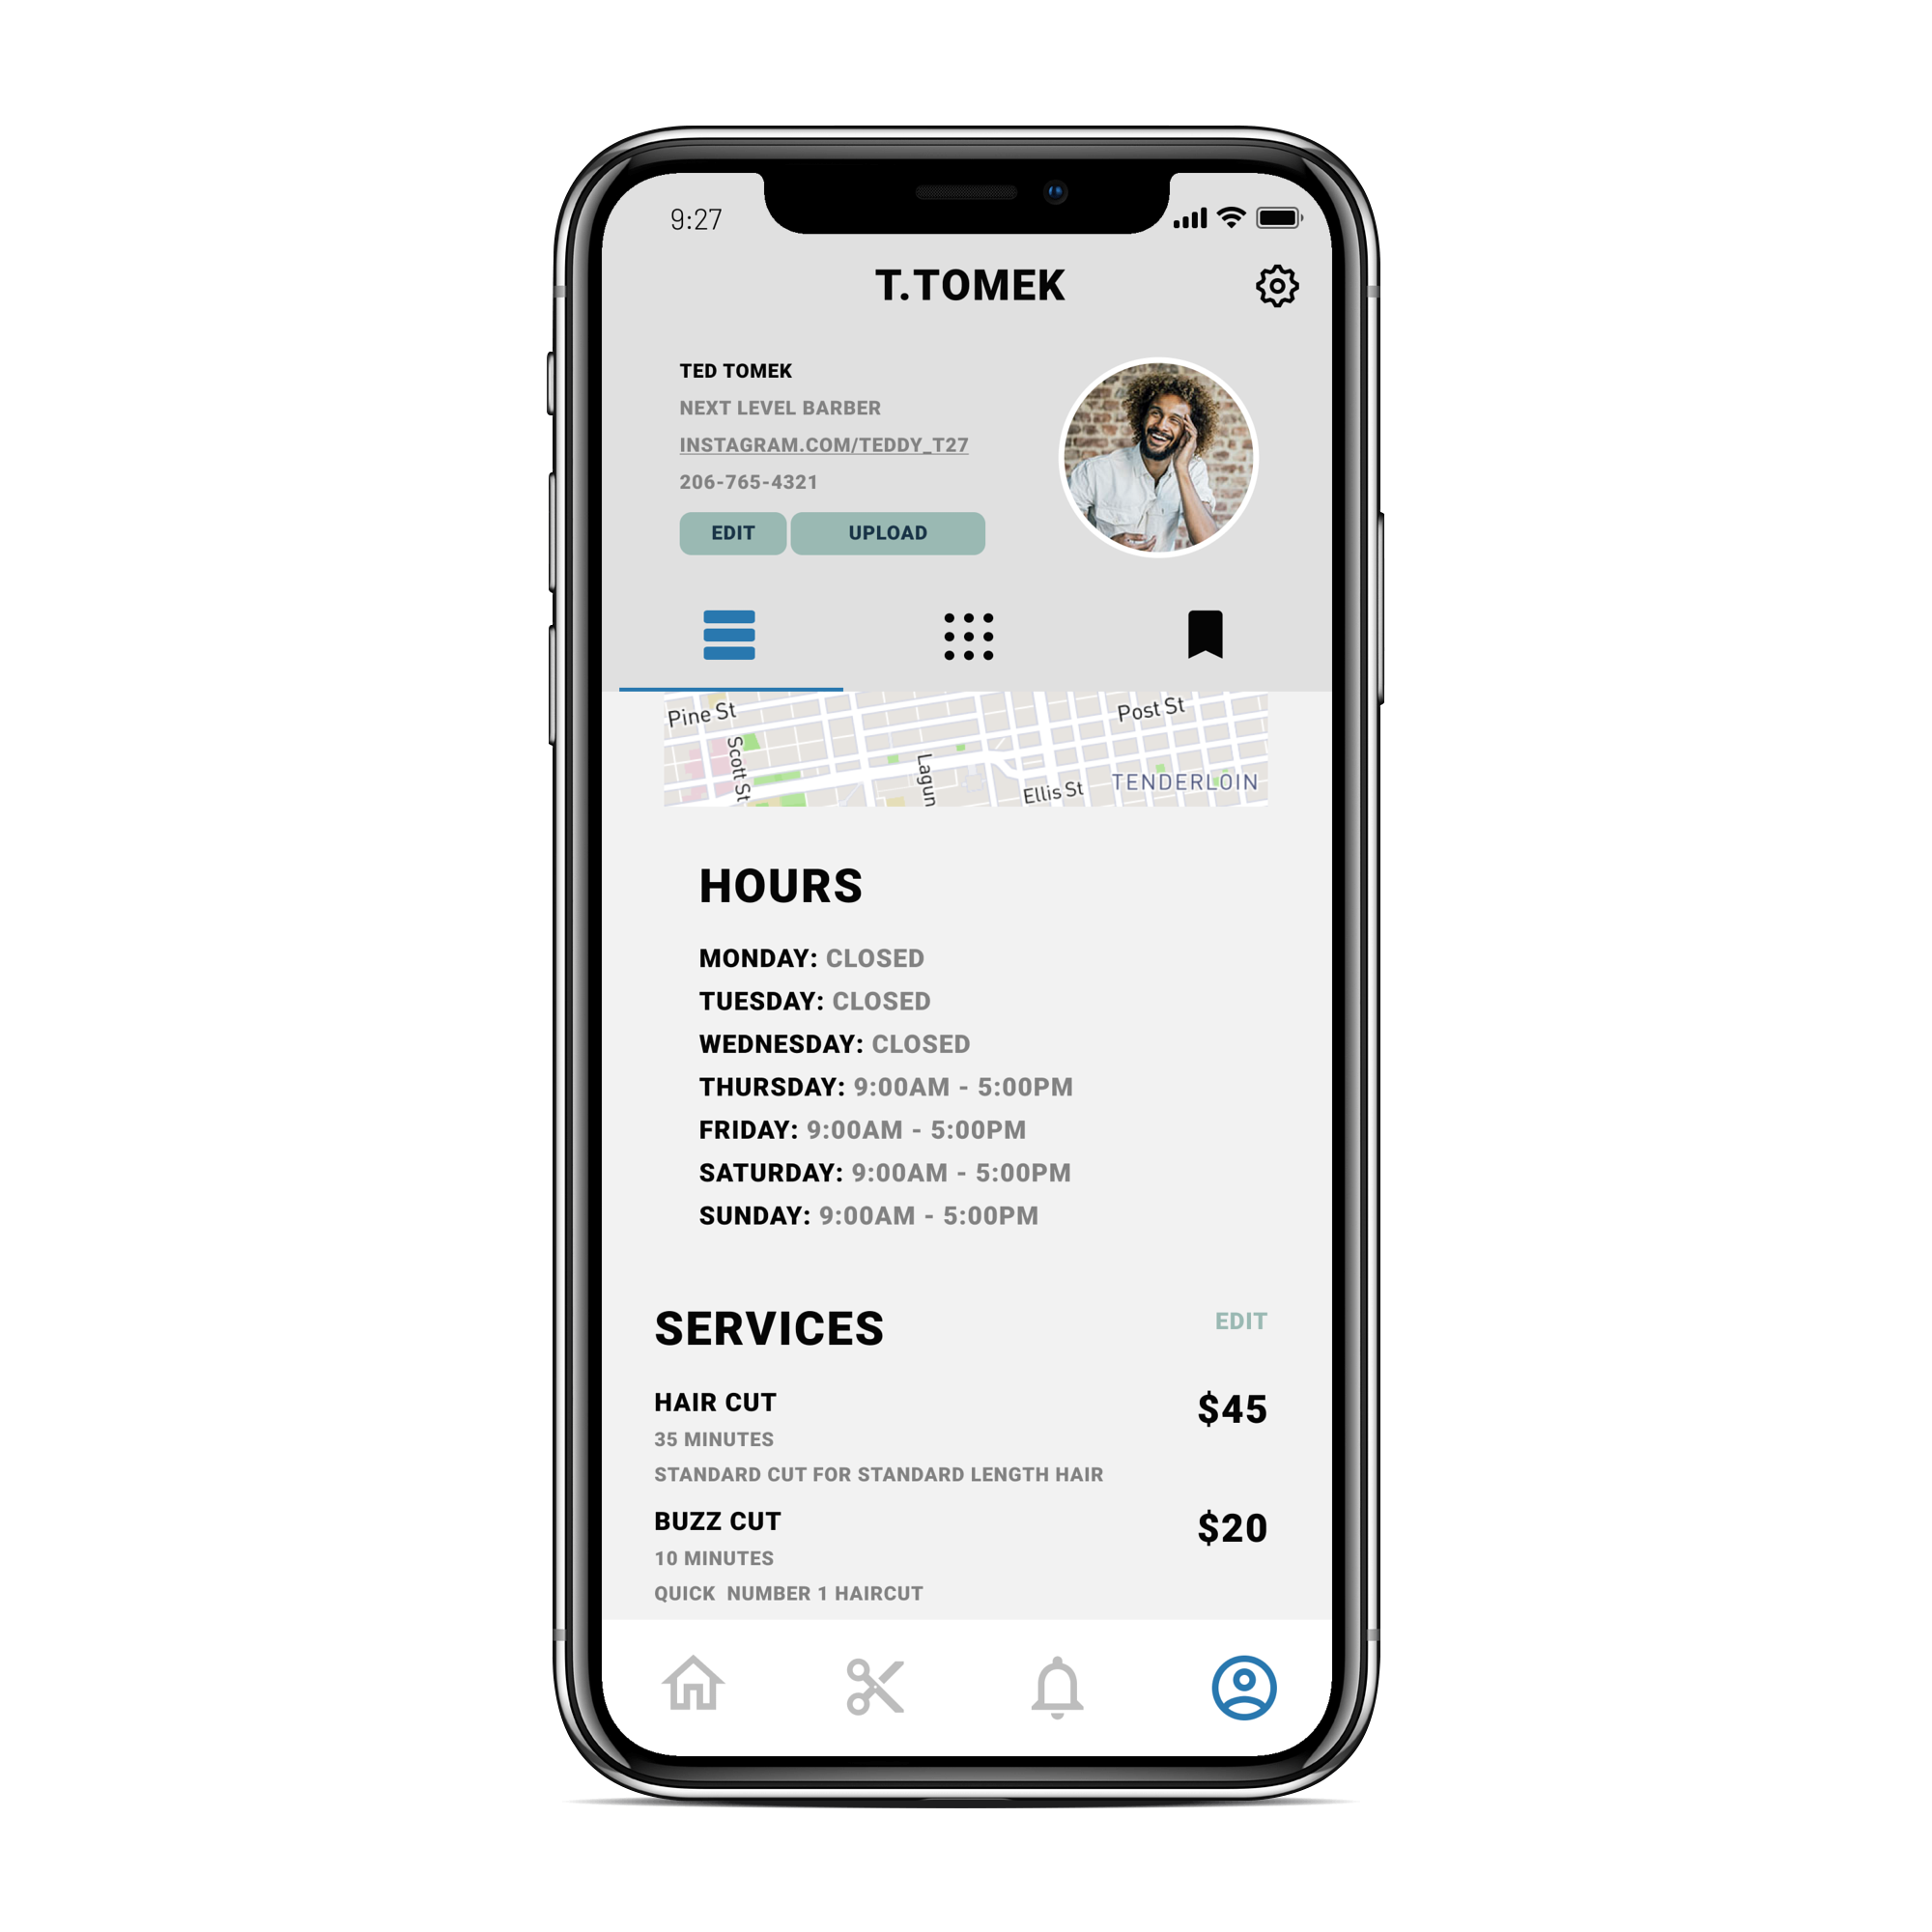 9:27
T.TOMEK
TED TOMEK
NEXT LEVEL BARBER
INSTAGRAM.COM/TEDDY_T27
206-765-4321
EDIT UPLOAD
Pine St
Post St
Scott St
Lagun
Ellis St
TENDERLOIN
HOURS
MONDAY: CLOSED
TUESDAY: CLOSED
WEDNESDAY: CLOSED
THURSDAY: 9:00AM - 5:00PM
FRIDAY: 9:00AM - 5:00PM
SATURDAY: 9:00AM - 5:00PM
SUNDAY: 9:00AM - 5:00PM
SERVICES EDIT
HAIR CUT $45
35 MINUTES
STANDARD CUT FOR STANDARD LENGTH HAIR
BUZZ CUT $20
10 MINUTES
QUICK  NUMBER 1 HAIRCUT